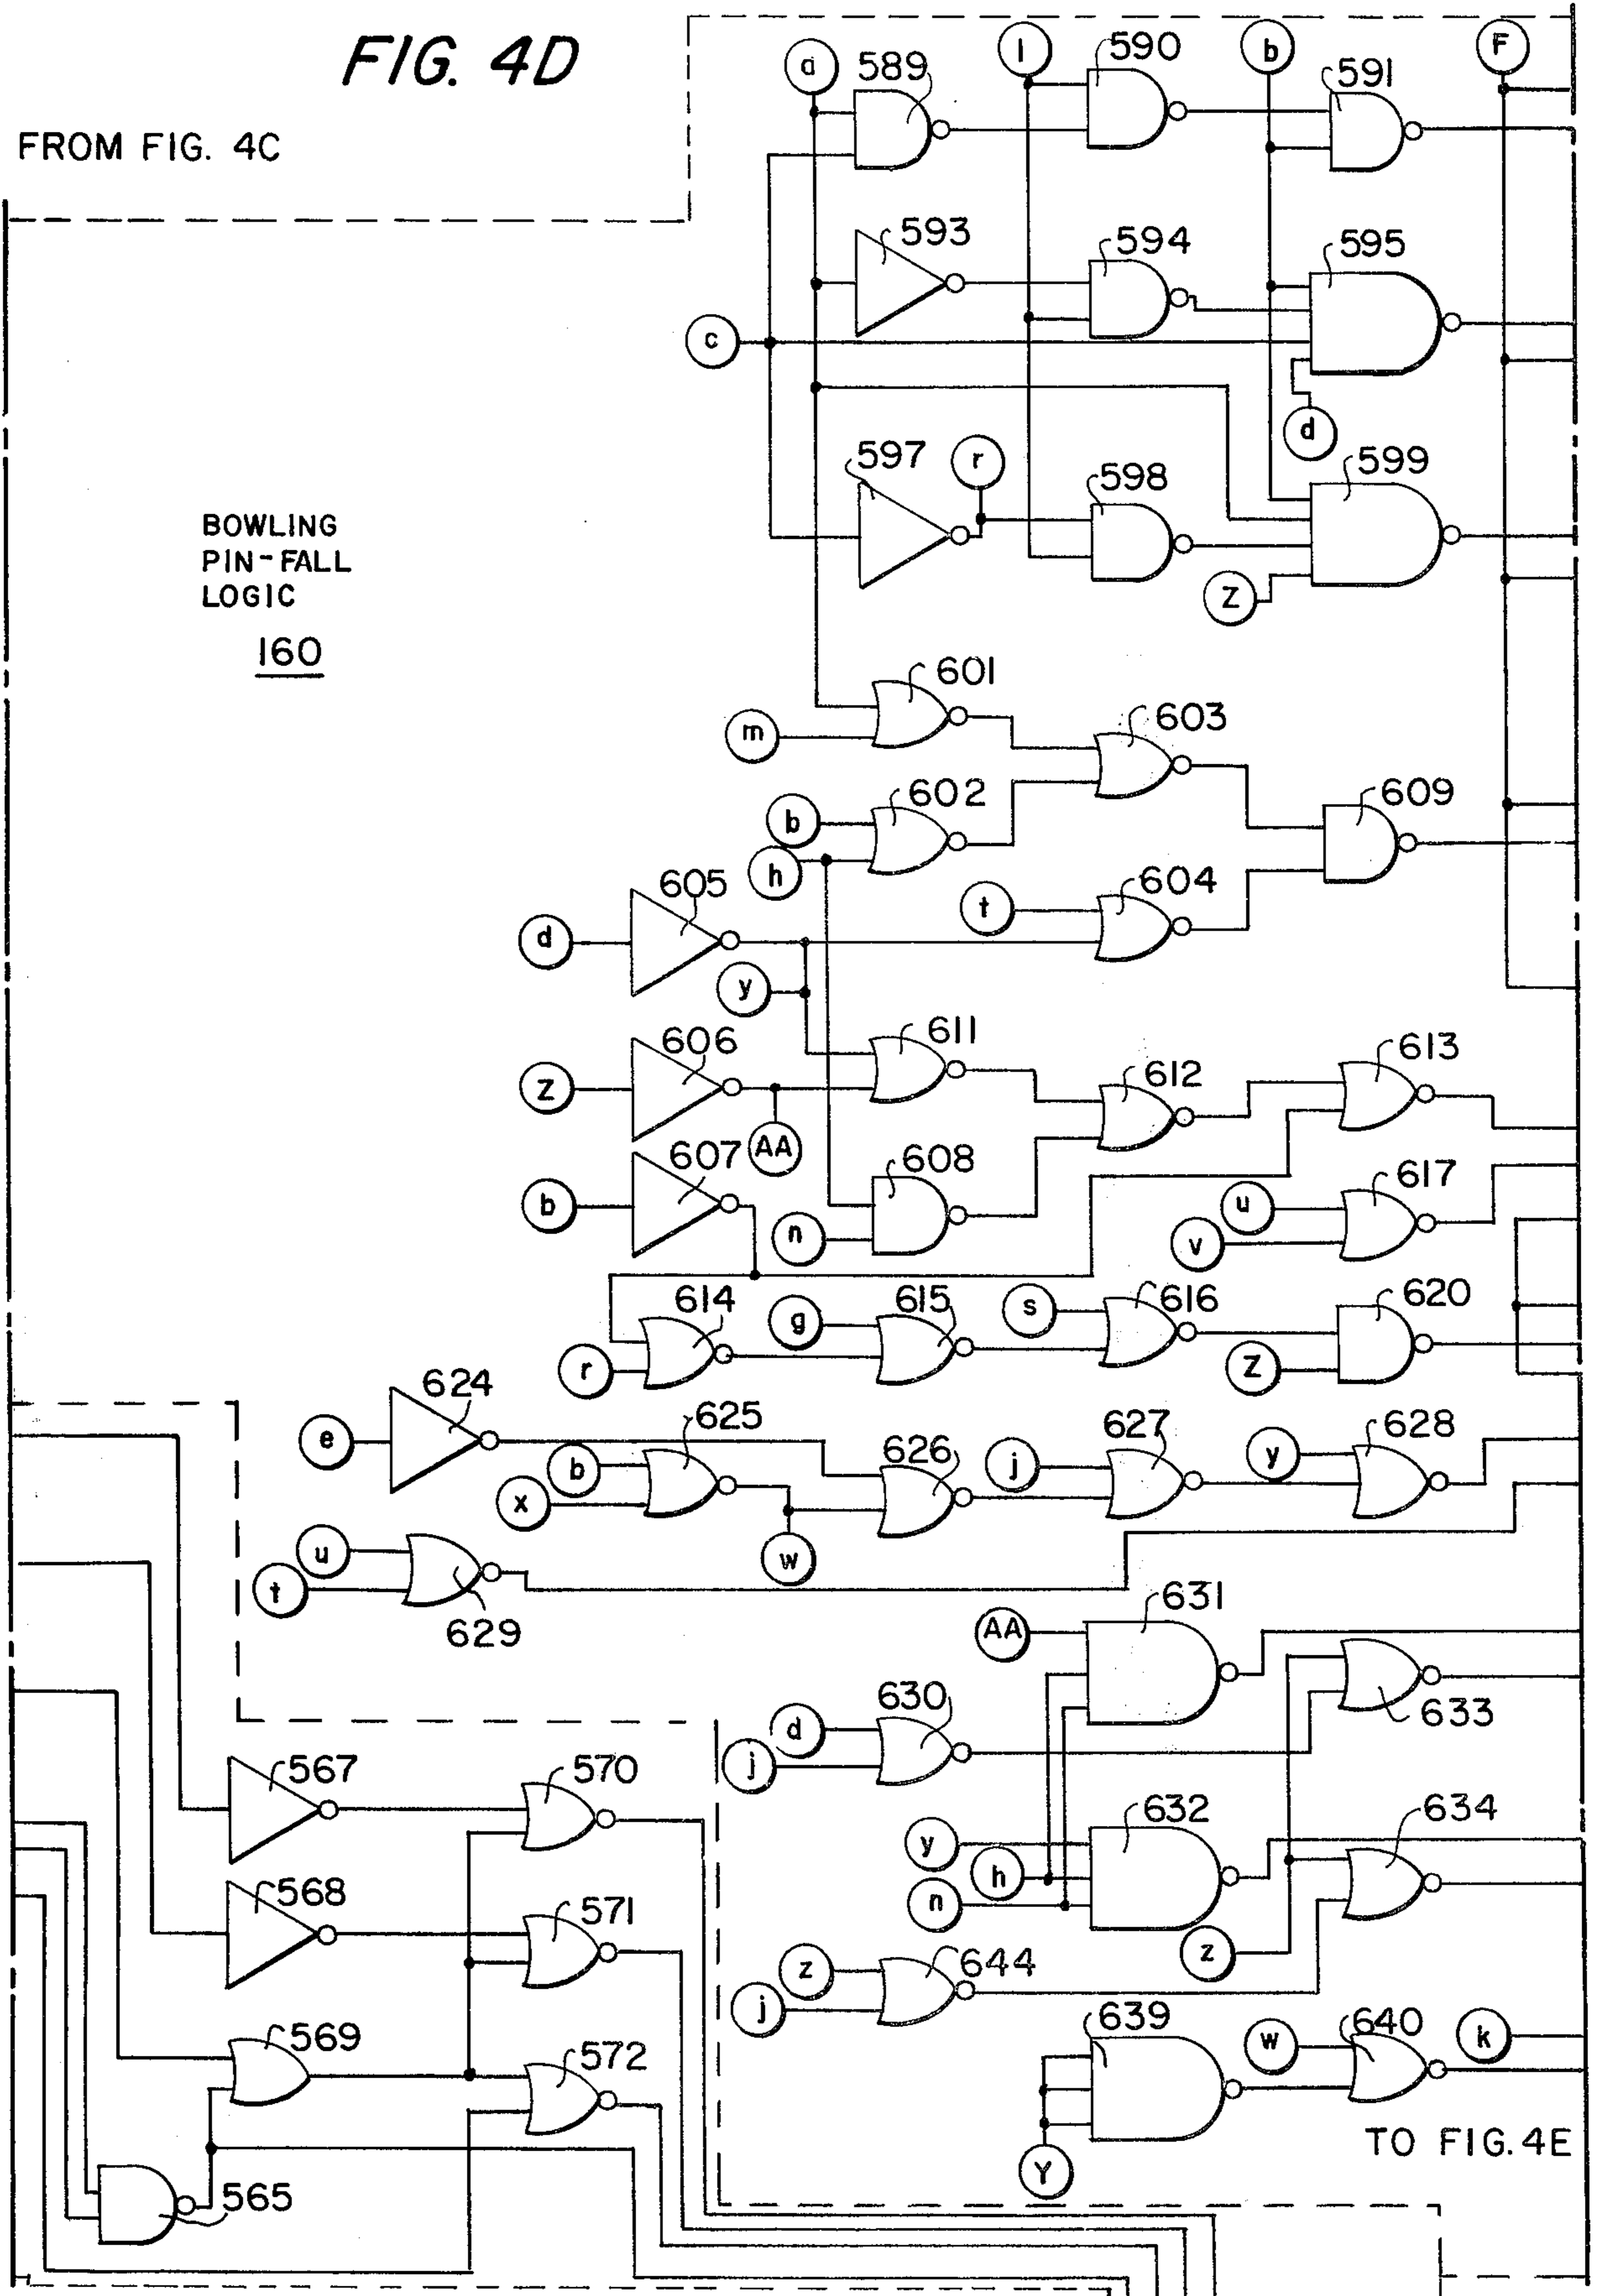 FIG. 4D
a
589
l
590
b
591
F
FROM FIG. 4C
593
594
595
c
d
597
r
598
599
BOWLING
PIN-FALL
LOGIC
160
Z
601
m
603
602
b
609
h
605
604
t
d
y
611
606
613
Z
612
AA
607
608
617
b
u
n
v
614
g
615
s
616
620
r
Z
624
625
627
628
e
b
626
j
y
x
w
u
t
629
631
AA
630
d
633
j
567
570
632
634
y
h
568
571
n
z
z
644
j
569
639
w
640
k
572
TO FIG. 4E
Y
565